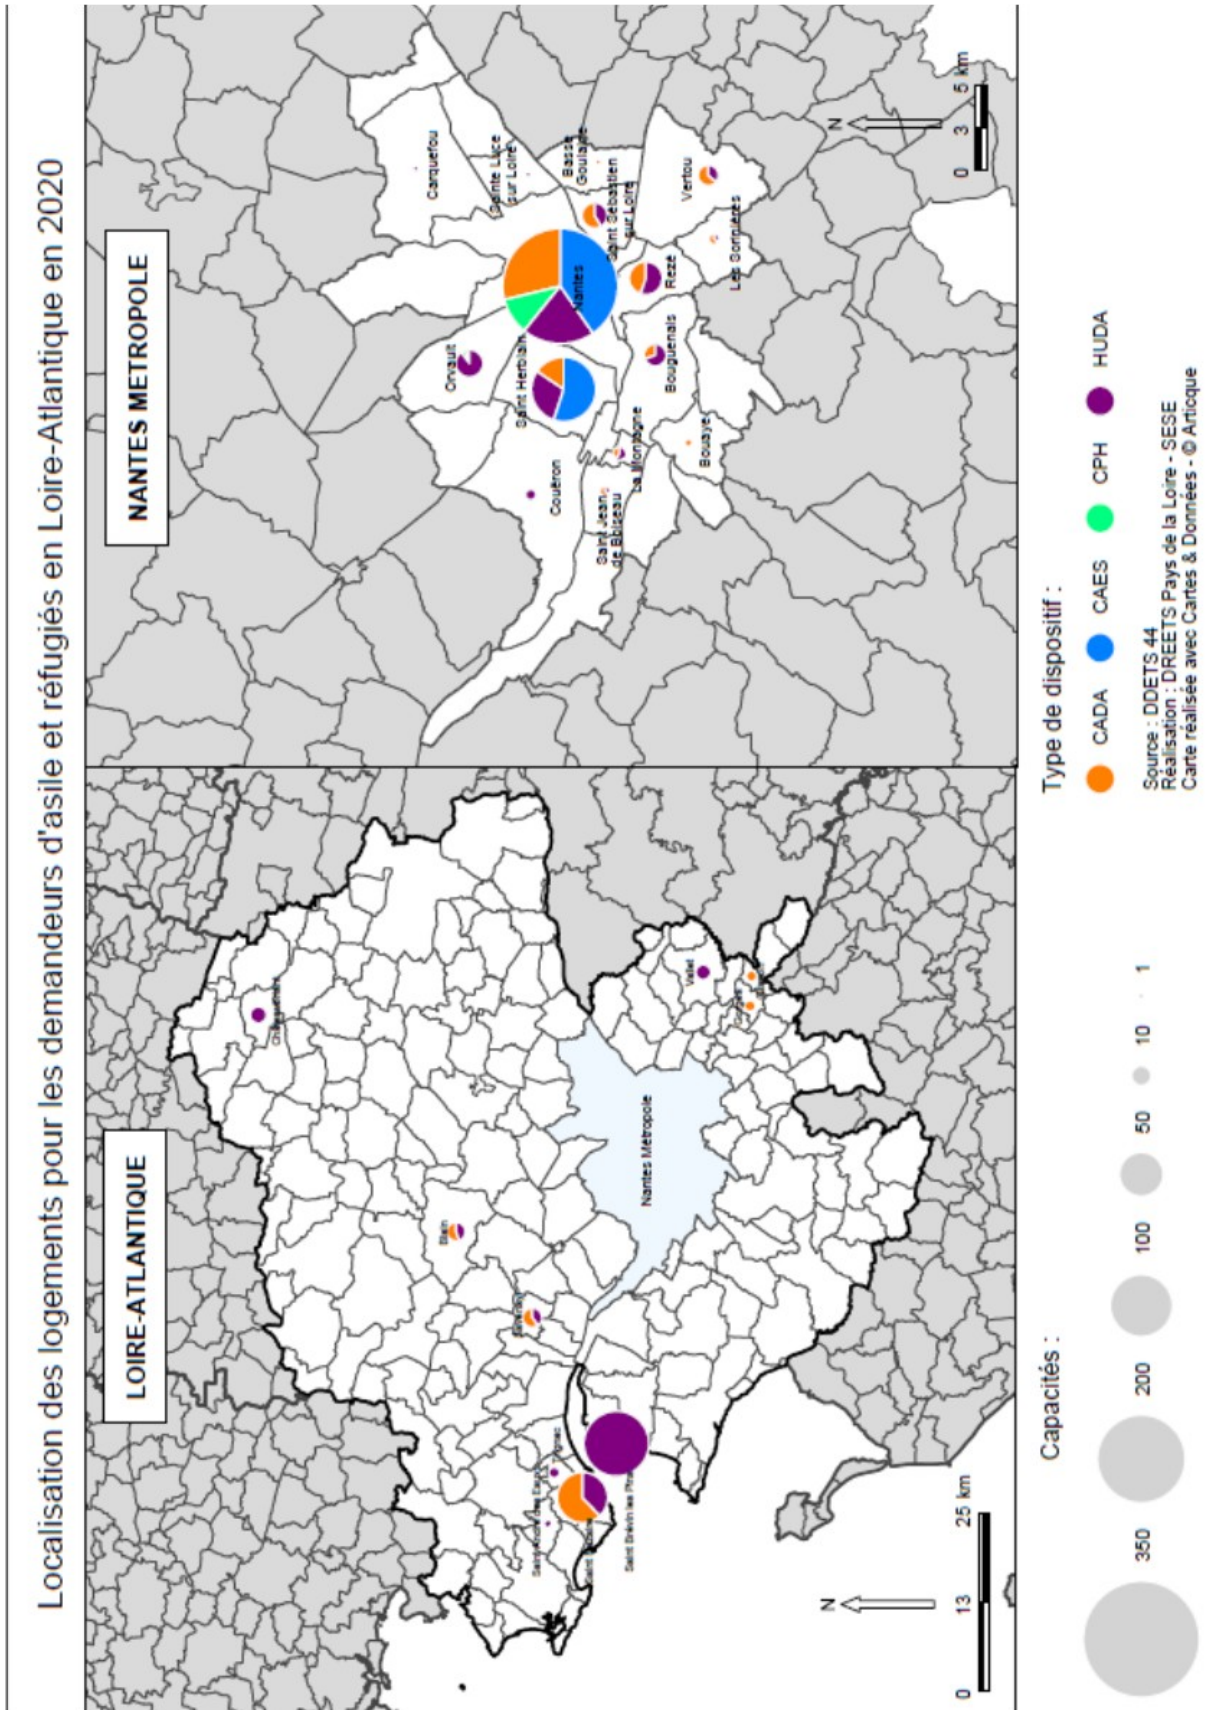 Localisation des logements pour les demandeurs d'asile et réfugiés en Loire-Atlantique en 2020
LOIRE-ATLANTIQUE
Blain
Vallet
Nantes Métropole
Saint Brévin les Pins
N
0 13 25 km
NANTES METROPOLE
Carquefou
Sainte Luce
sur Loire
Orvault
Saint Herblain
Nantes
Basse
Goulaine
Saint Sébastien
sur Loire
Couëron
Saint Jean
de Boiseau
La Montagne
Bouguenais
Rezé
Vertou
Les Sorinières
Bouaye
N
0 3 5 km
Capacités :
350 200 100 50 10 1
Type de dispositif :
CADA CAES CPH HUDA
Source : DDETS 44
Réalisation : DREETS Pays de la Loire - SESE
Carte réalisée avec Cartes & Données - © Articque